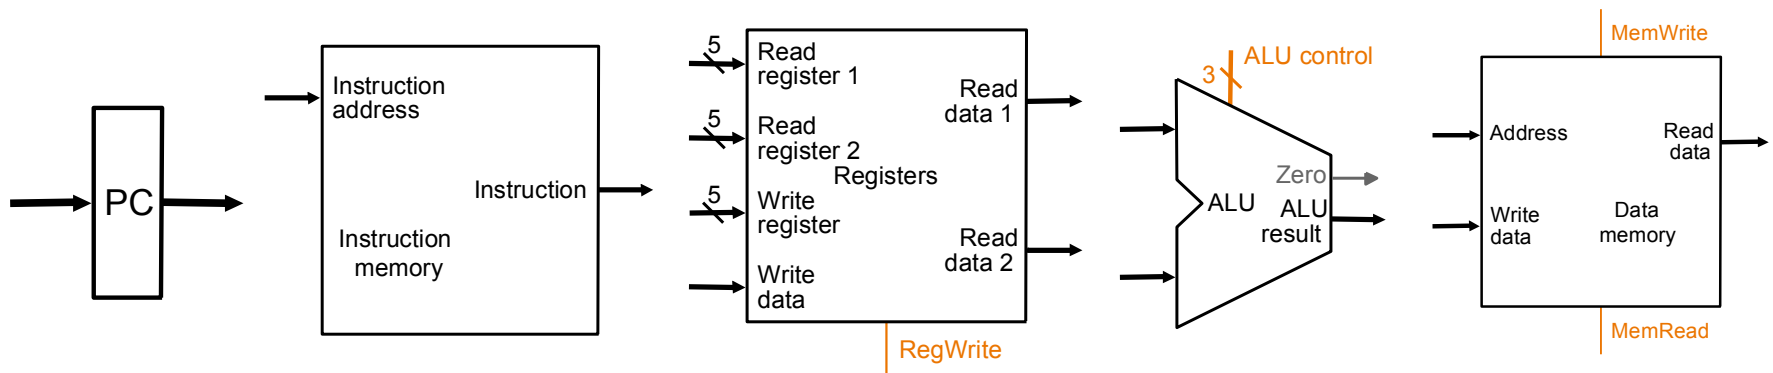 PC
Instruction
address
Instruction
Instruction
memory
5
Read
register 1
5
Read
register 2
Registers
5
Write
register
Write
data
Read
data 1
Read
data 2
RegWrite
ALU control
3
Zero
ALU
ALU
result
MemWrite
Address
Read
data
Write
data
Data
memory
MemRead